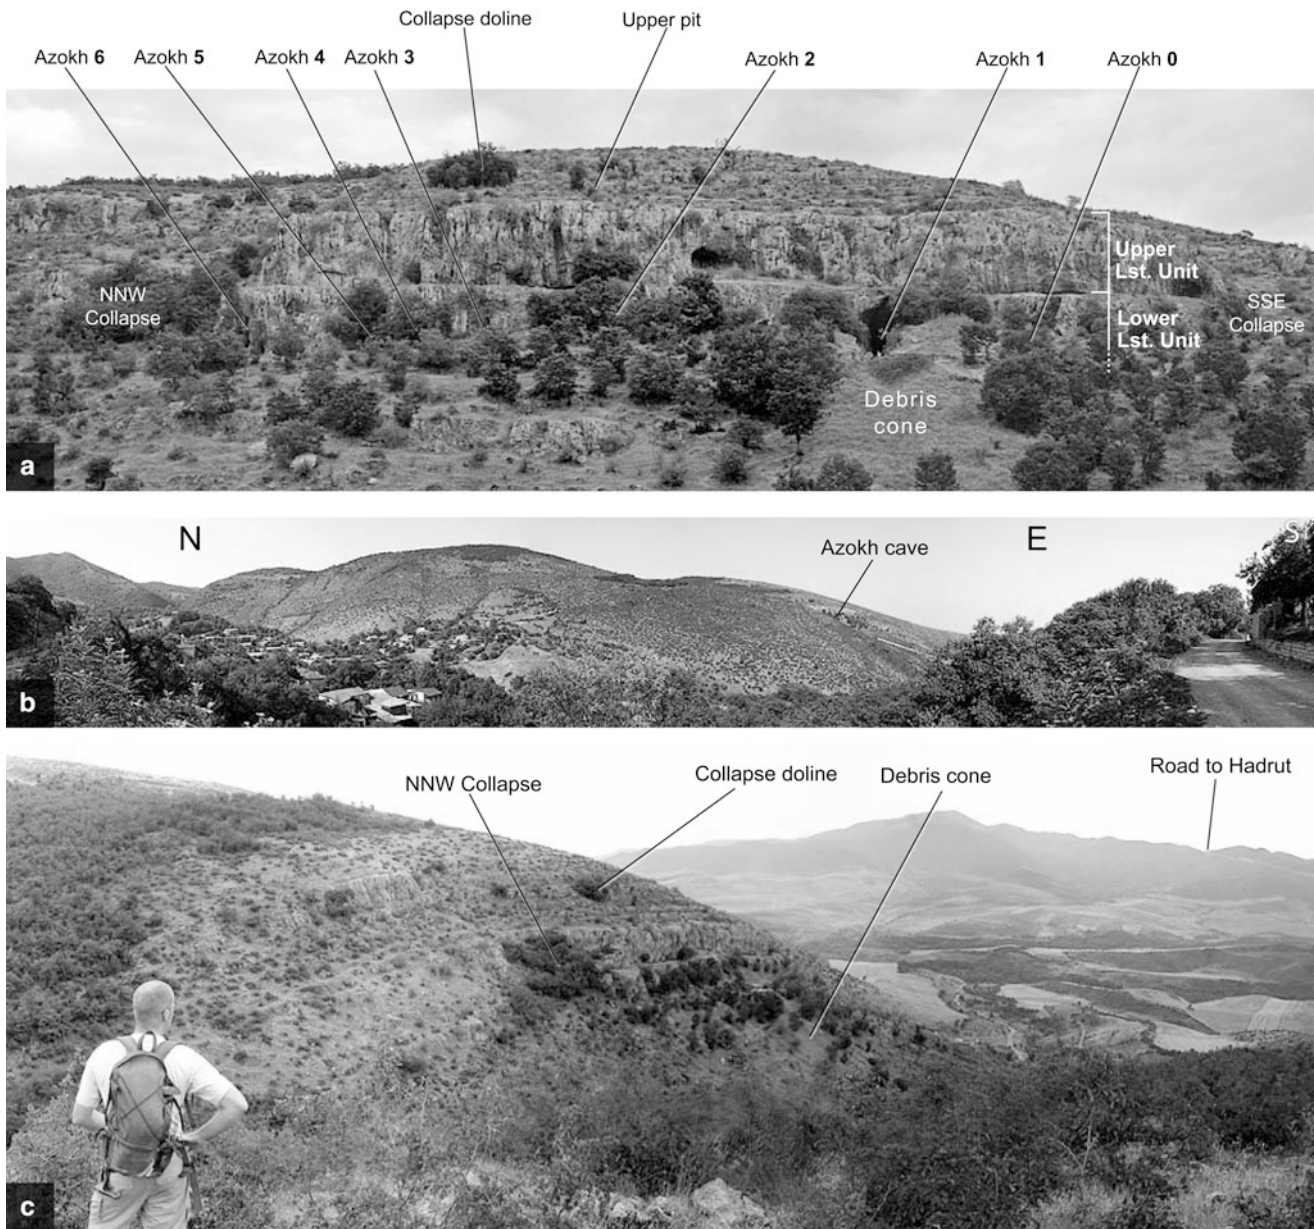 Collapse doline
Upper pit
Azokh 6
Azokh 5
Azokh 4
Azokh 3
Azokh 2
Azokh 1
Azokh 0
NNW
Collapse
Upper
Lst. Unit
Lower
Lst. Unit
SSE
Collapse
Debris
cone
a
N
E
S
Azokh cave
b
NNW Collapse
Collapse doline
Debris cone
Road to Hadrut
c